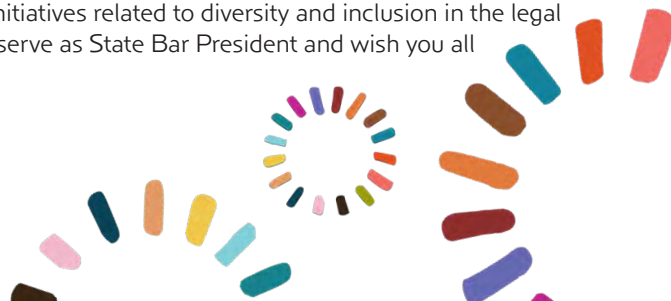 nitiatives related to diversity and inclusion in the legal
serve as State Bar President and wish you all